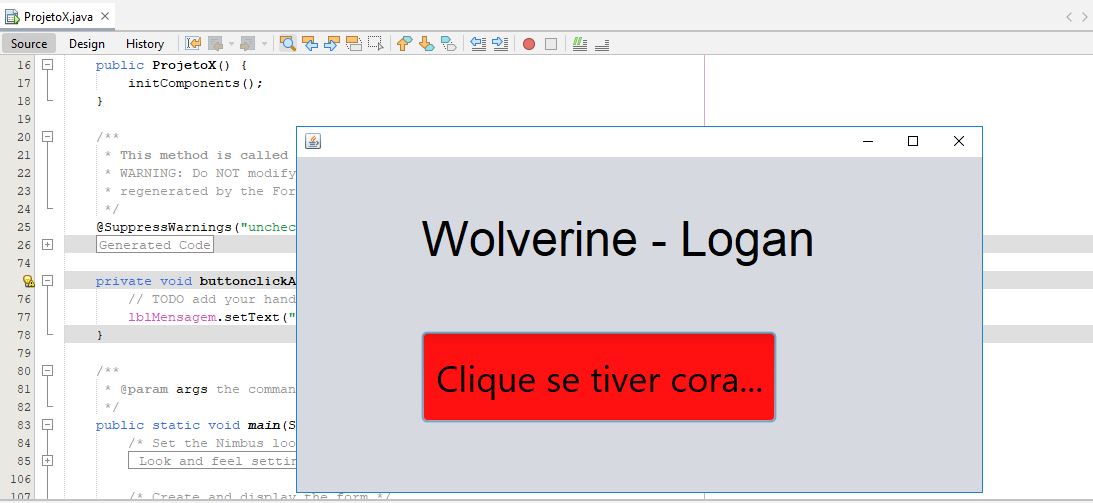 ProjetoX.java
Source Design History
16 public ProjetoX() {
17 initComponents();
18 }
19
20 /**
21 * This method is called
22 * WARNING: Do NOT modify
23 * regenerated by the For
24 */
25 @SuppressWarnings("unchec
26 Generated Code
74
private void buttonclickA
76 // TODO add your hand
77 lblMensagem.setText("
78 }
79
80 /**
81 * @param args the comman
82 */
83 public static void main(S
84 /* Set the Nimbus loo
85 Look and feel settin
106
107 /* Create and display the form */
Wolverine - Logan
Clique se tiver cora...